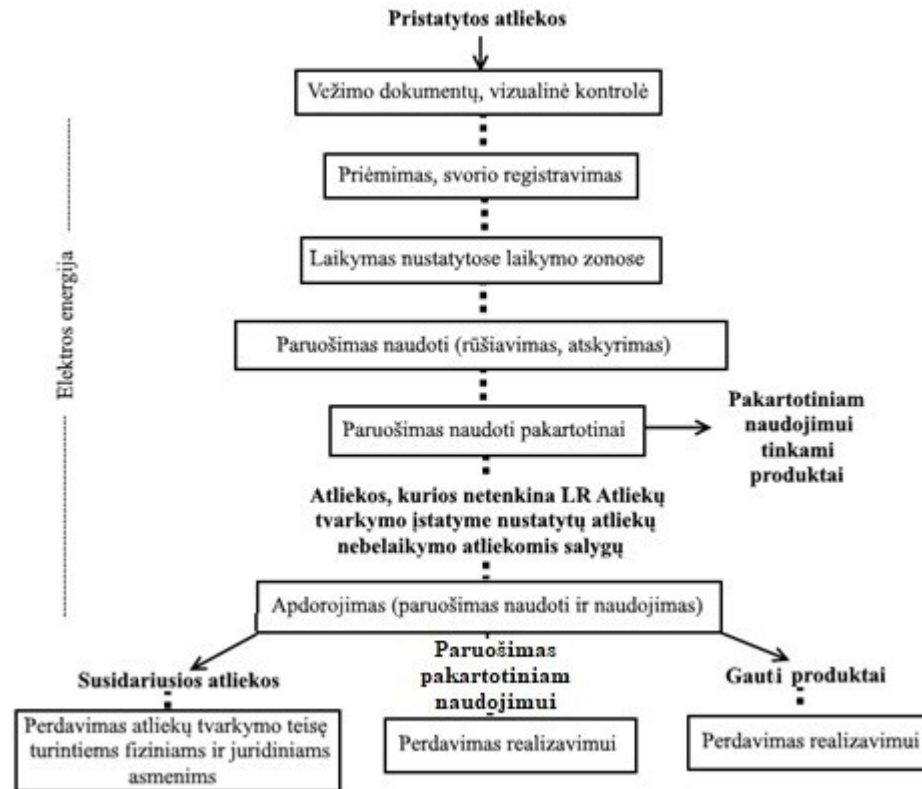 Pristatytos atliekos
Vežimo dokumentų, vizualinė kontrolė
Priėmimas, svorio registravimas
Laikymas nustatytose laikymo zonose
Elektros energija
Paruošimas naudoti (rūšiavimas, atskyrimas)
Paruošimas naudoti pakartotinai
Pakartotiniam
naudojimui
tinkami
produktai
Atliekos, kurios netenkina LR Atliekų
tvarkymo įstatyme nustatytų atliekų
nebelaikymo atliekomis salygų
Apdorojimas (paruošimas naudoti ir naudojimas)
Susidariusios atliekos
Perdavimas atliekų tvarkymo teisę
turintiems fiziniams ir juridiniams
asmenims
Paruošimas
pakartotiniam
naudojimui
Perdavimas realizavimui
Gauti produktai
Perdavimas realizavimui